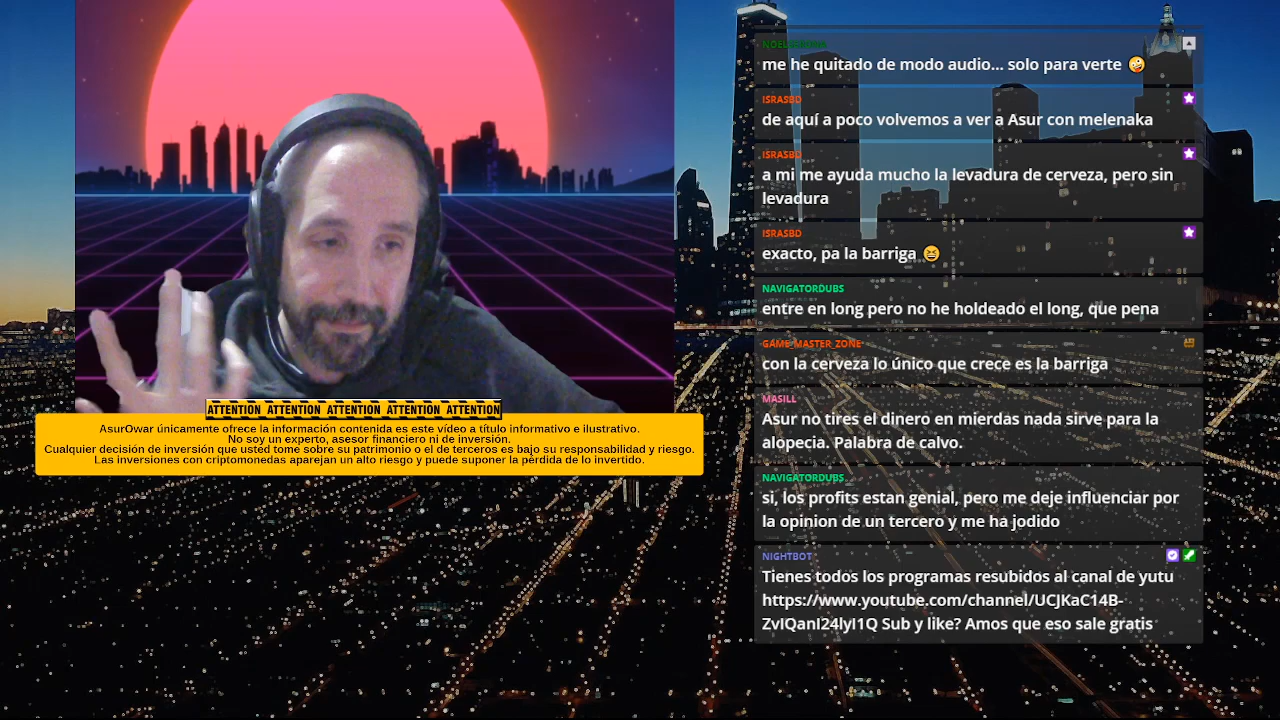 ATTENTION ATTENTION ATTENTION ATTENTION ATTENTION
AsurOwar únicamente ofrece la información contenida es este vídeo a título informativo e ilustrativo.
No soy un experto, asesor financiero ni de inversión.
Cualquier decisión de inversión que usted tome sobre su patrimonio o el de terceros es bajo su responsabilidad y riesgo.
Las inversiones con criptomonedas aparejan un alto riesgo y puede suponer la pérdida de lo invertido.
me he quitado de modo audio... solo para verte 🤪
ISRASBD
de aquí a poco volvemos a ver a Asur con melenaka
ISRASBD
a mi me ayuda mucho la levadura de cerveza, pero sin
levadura
ISRASBD
exacto, pa la barriga 😆
NAVIGATORDUBS
entre en long pero no he holdeado el long, que pena
GAME_MASTER_ZONE
con la cerveza lo único que crece es la barriga
MASILL
Asur no tires el dinero en mierdas nada sirve para la
alopecia. Palabra de calvo.
NAVIGATORDUBS
si, los profits estan genial, pero me deje influenciar por
la opinion de un tercero y me ha jodido
NIGHTBOT
Tienes todos los programas resubidos al canal de yutu
https://www.youtube.com/channel/UCJKaC14B-
ZvIQanI24lyI1Q Sub y like? Amos que eso sale gratis